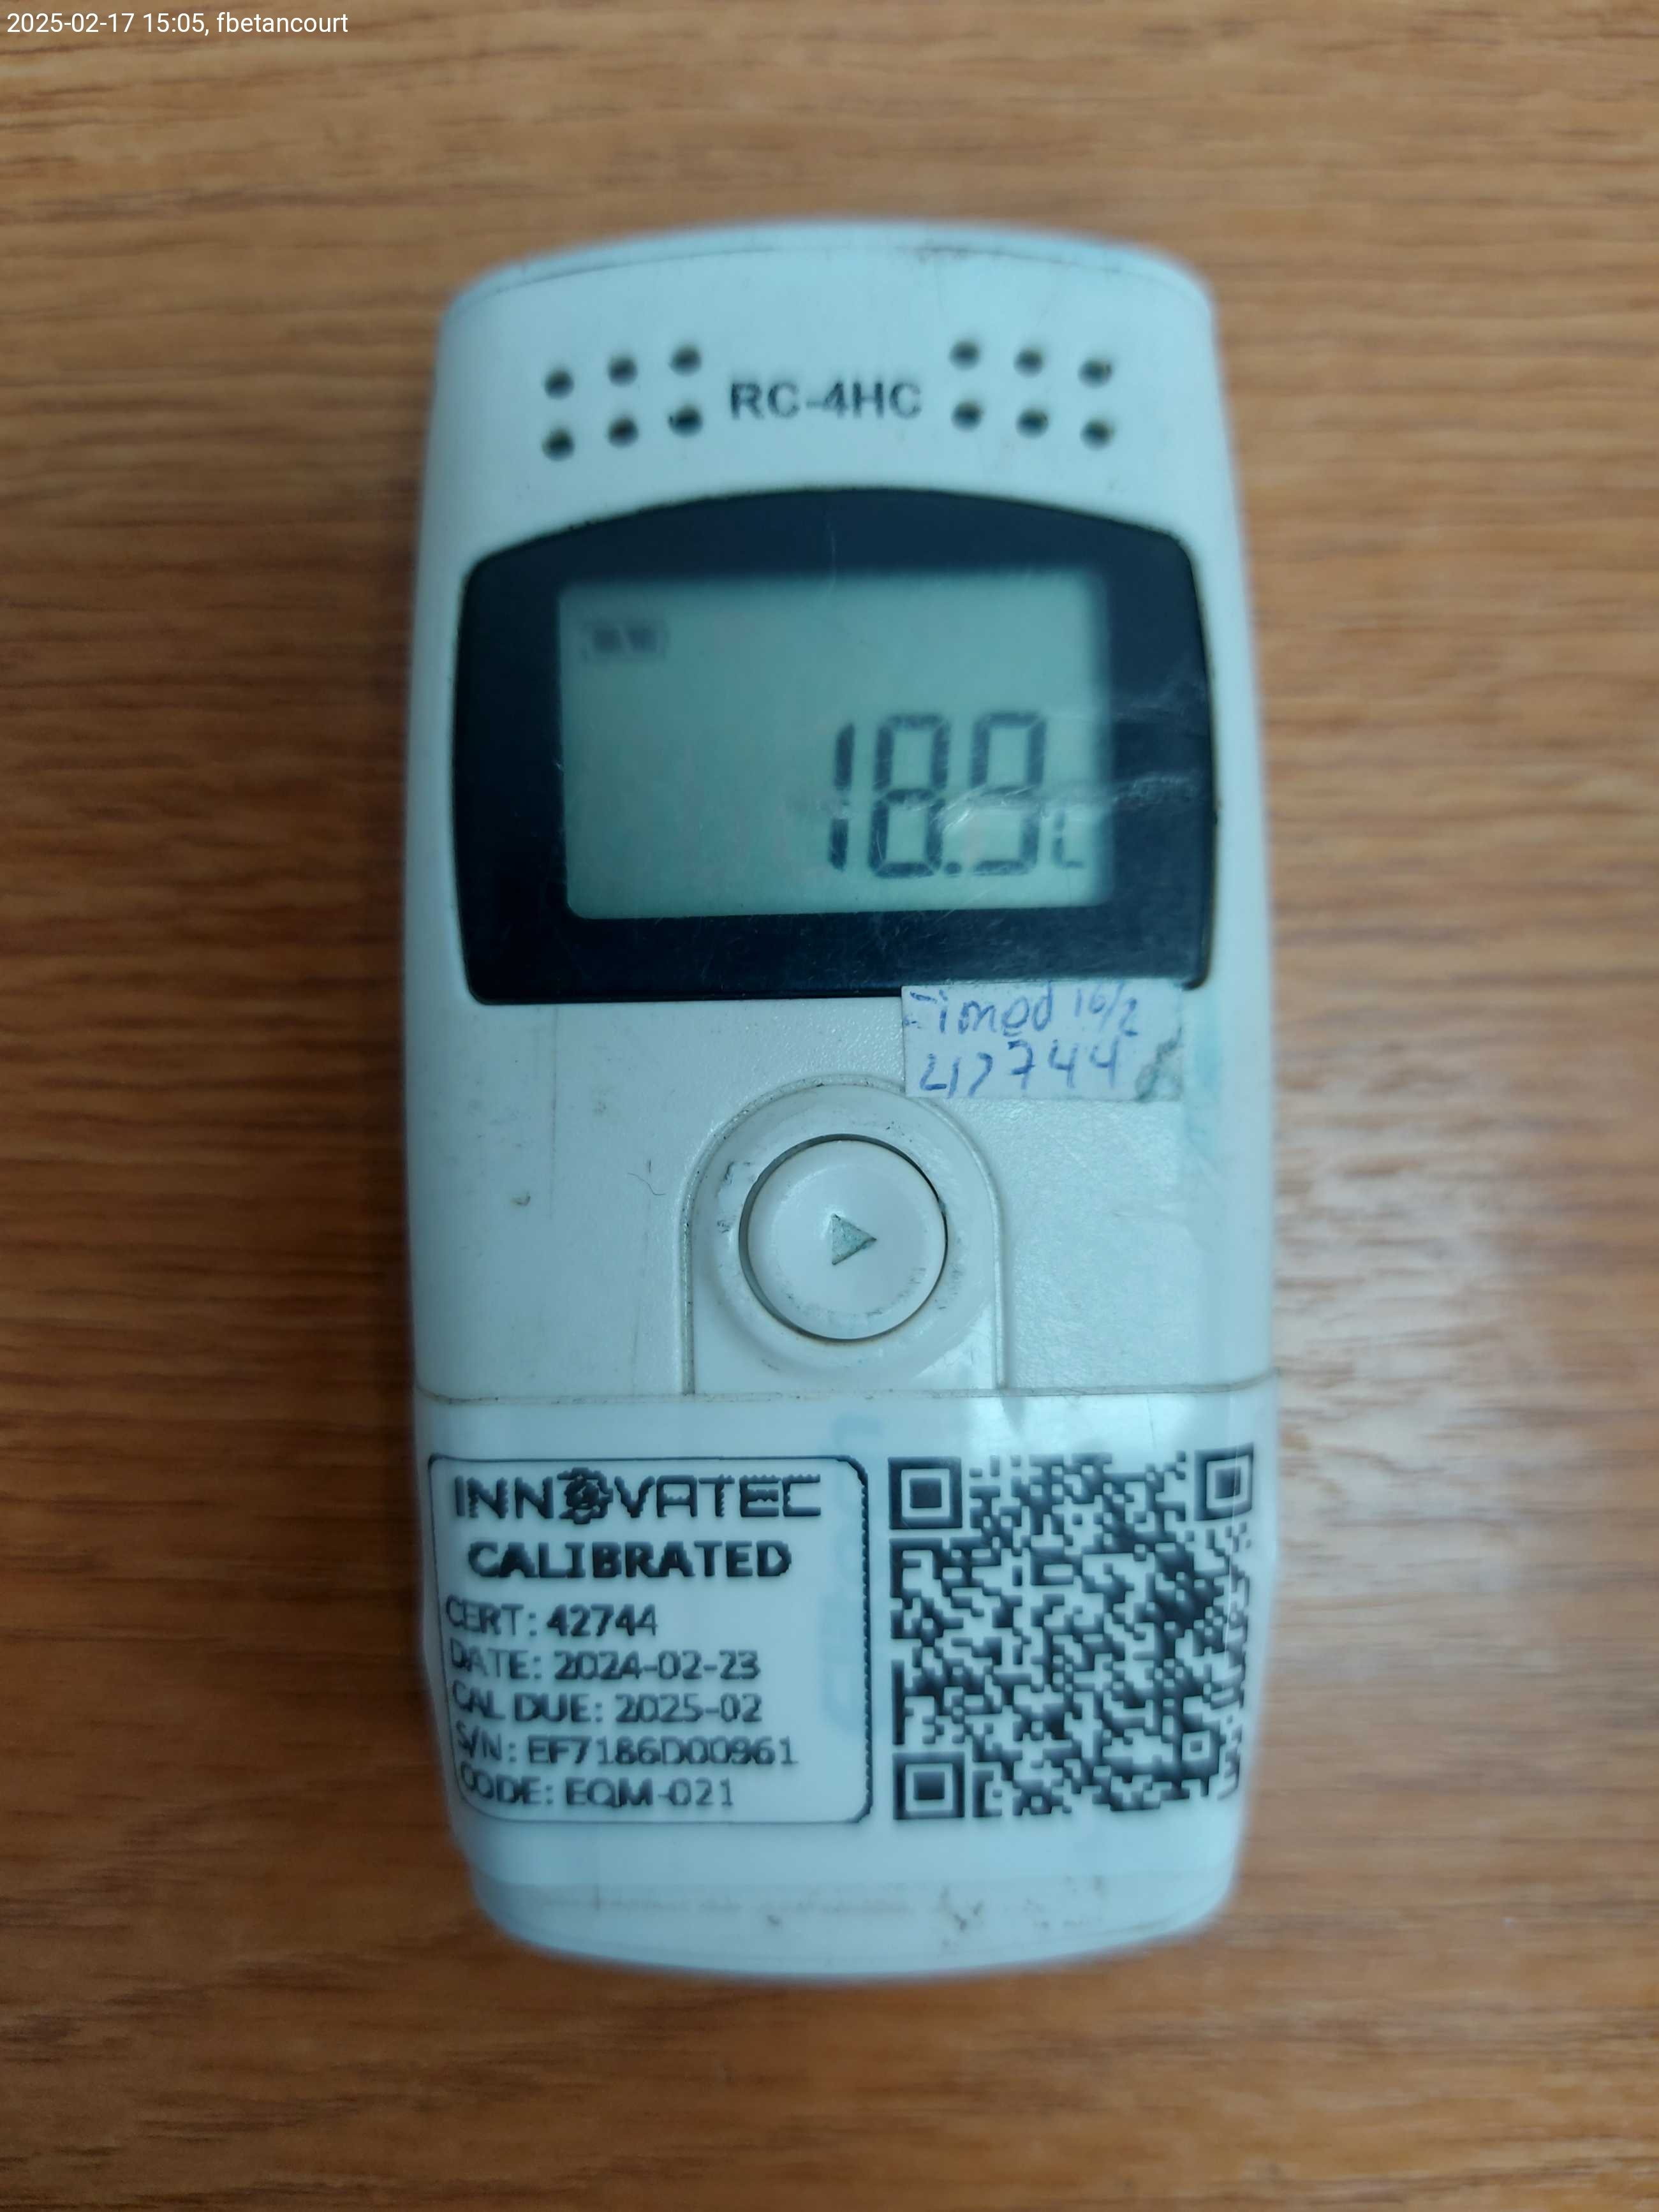 2025-02-17 15:05, fbetancourt
RC-4HC
18.9
imed 16/2
42744
INNOVATEC
CALIBRATED
CERT: 42744
DATE: 2024-02-23
CAL DUE: 2025-02
S/N: EF7186D00961
CODE: EQM-021